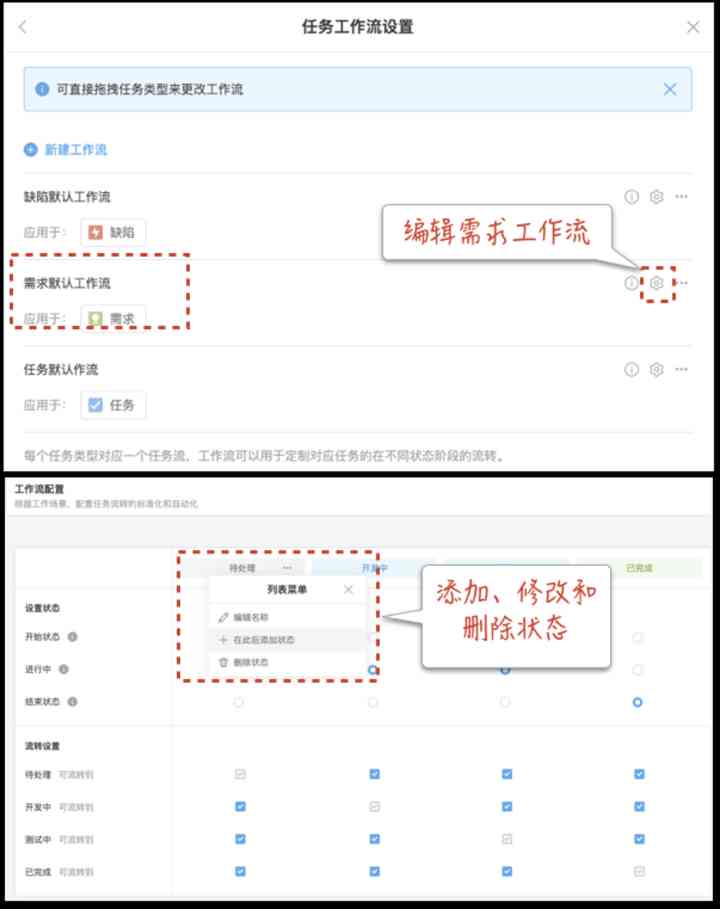 任务工作流设置
可直接拖拽任务类型来更改工作流
新建工作流
缺陷默认工作流
应用于: 缺陷
编辑需求工作流
需求默认工作流
应用于: 需求
任务默认作流
应用于: 任务
每个任务类型对应一个任务流，工作流可以用于定制对应任务的在不同状态阶段的流转。
工作流配置
根据工作场景，配置任务流转的标准化和自动化
待处理 开发中 已完成
列表菜单
编辑名称
在此后添加状态
删除状态
添加、修改和
删除状态
设置状态
开始状态
进行中
结束状态
流转设置
待处理 可流转到
开发中 可流转到
测试中 可流转到
已完成 可流转到